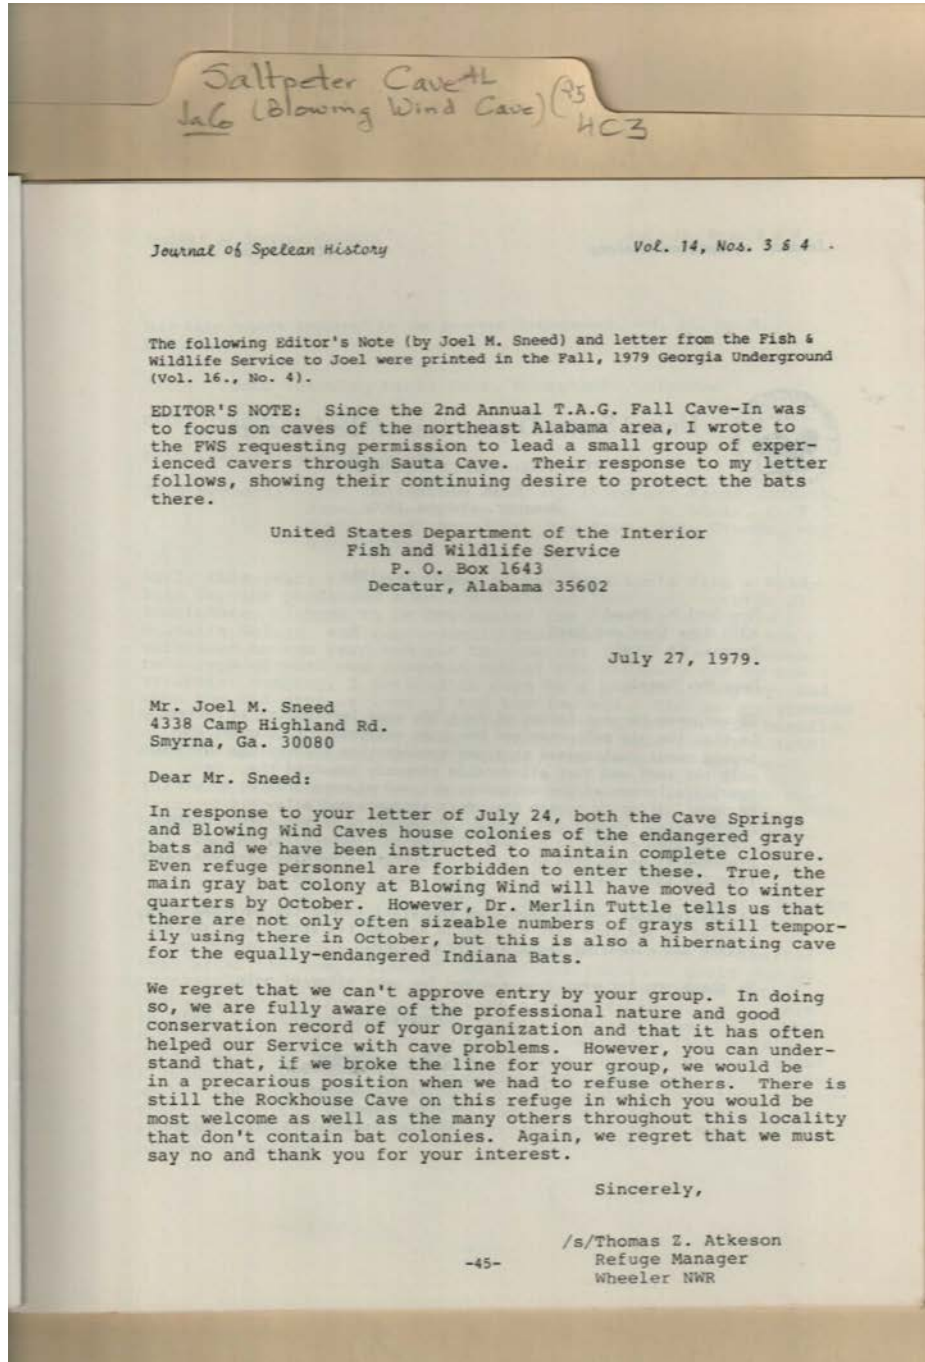 Saltpeter Cave AL
JaCo (Blowing Wind Cave) (
4C3
Journal of Spelean History
Vol. 14, Nos. 3 & 4
The following Editor's Note (by Joel M. Sneed) and letter from the Fish &
Wildlife Service to Joel were printed in the Fall, 1979 Georgia Underground
(Vol. 16., No. 4).
EDITOR'S NOTE: Since the 2nd Annual T.A.G. Fall Cave-In was
to focus on caves of the northeast Alabama area, I wrote to
the FWS requesting permission to lead a small group of exper-
ienced cavers through Sauta Cave. Their response to my letter
follows, showing their continuing desire to protect the bats
there.
United States Department of the Interior
Fish and Wildlife Service
P. O. Box 1643
Decatur, Alabama 35602
July 27, 1979.
Mr. Joel M. Sneed
4338 Camp Highland Rd.
Smyrna, Ga. 30080
Dear Mr. Sneed:
In response to your letter of July 24, both the Cave Springs
and Blowing Wind Caves house colonies of the endangered gray
bats and we have been instructed to maintain complete closure.
Even refuge personnel are forbidden to enter these. True, the
main gray bat colony at Blowing Wind will have moved to winter
quarters by October. However, Dr. Merlin Tuttle tells us that
there are not only often sizeable numbers of grays still tempor-
ily using there in October, but this is also a hibernating cave
for the equally-endangered Indiana Bats.
We regret that we can't approve entry by your group. In doing
so, we are fully aware of the professional nature and good
conservation record of your Organization and that it has often
helped our Service with cave problems. However, you can under-
stand that, if we broke the line for your group, we would be
in a precarious position when we had to refuse others. There is
still the Rockhouse Cave on this refuge in which you would be
most welcome as well as the many others throughout this locality
that don't contain bat colonies. Again, we regret that we must
say no and thank you for your interest.
Sincerely,
/s/Thomas Z. Atkeson
Refuge Manager
Wheeler NWR
-45-